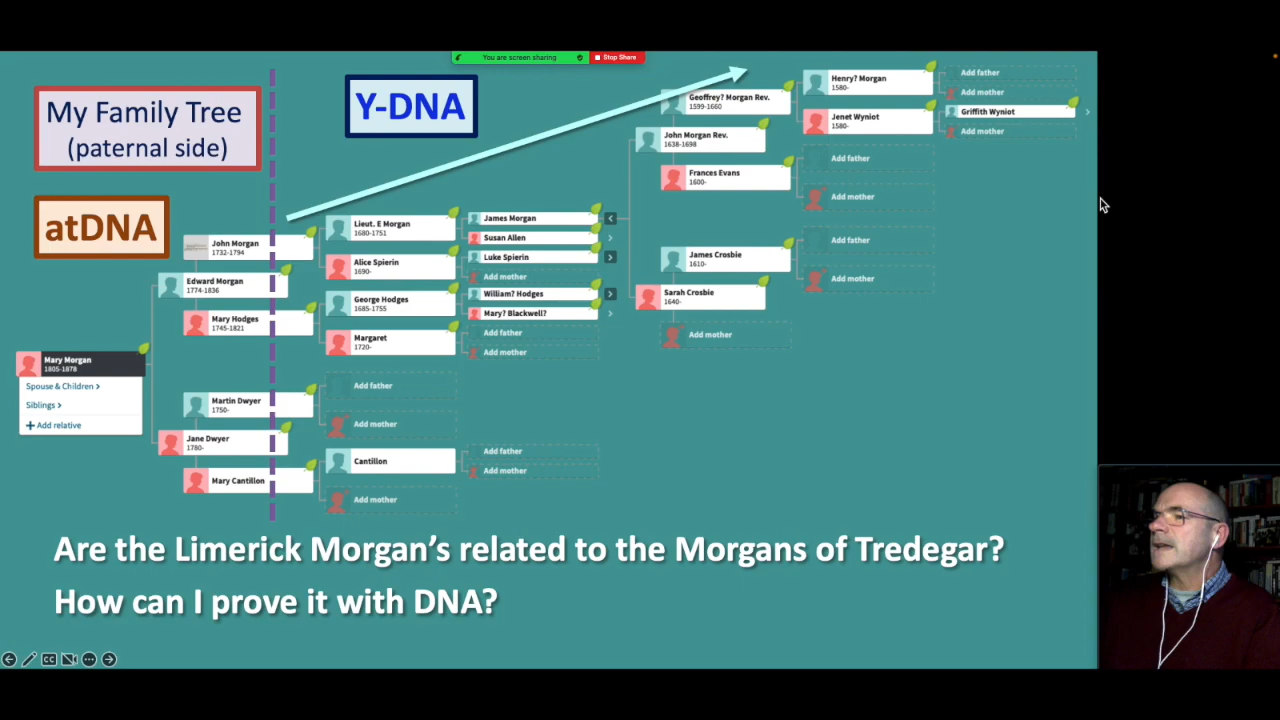 You are screen sharing
Stop Share
My Family Tree
(paternal side)
Y-DNA
atDNA
Mary Morgan
1805-1878
Spouse & Children >
Siblings >
+ Add relative
Edward Morgan
1774-1836
Jane Dwyer
1780-
John Morgan
1732-1794
Mary Hodges
1745-1821
Martin Dwyer
1750-
Mary Cantillon
Lieut. E Morgan
1680-1751
Alice Spierin
1690-
George Hodges
1685-1755
Margaret
1720-
Add father
Add mother
Cantillon
Add mother
James Morgan
Susan Allen
Luke Spierin
Add mother
William? Hodges
Mary? Blackwell?
Add father
Add mother
Add father
Add mother
John Morgan Rev.
1638-1698
Sarah Crosbie
1640-
Geoffrey? Morgan Rev.
1599-1660
Frances Evans
1600-
James Crosbie
1610-
Add mother
Henry? Morgan
1580-
Jenet Wyniot
1580-
Add father
Add mother
Add father
Add mother
Add father
Add mother
Griffith Wyniot
Add mother
Are the Limerick Morgan's related to the Morgans of Tredegar?
How can I prove it with DNA?
CC